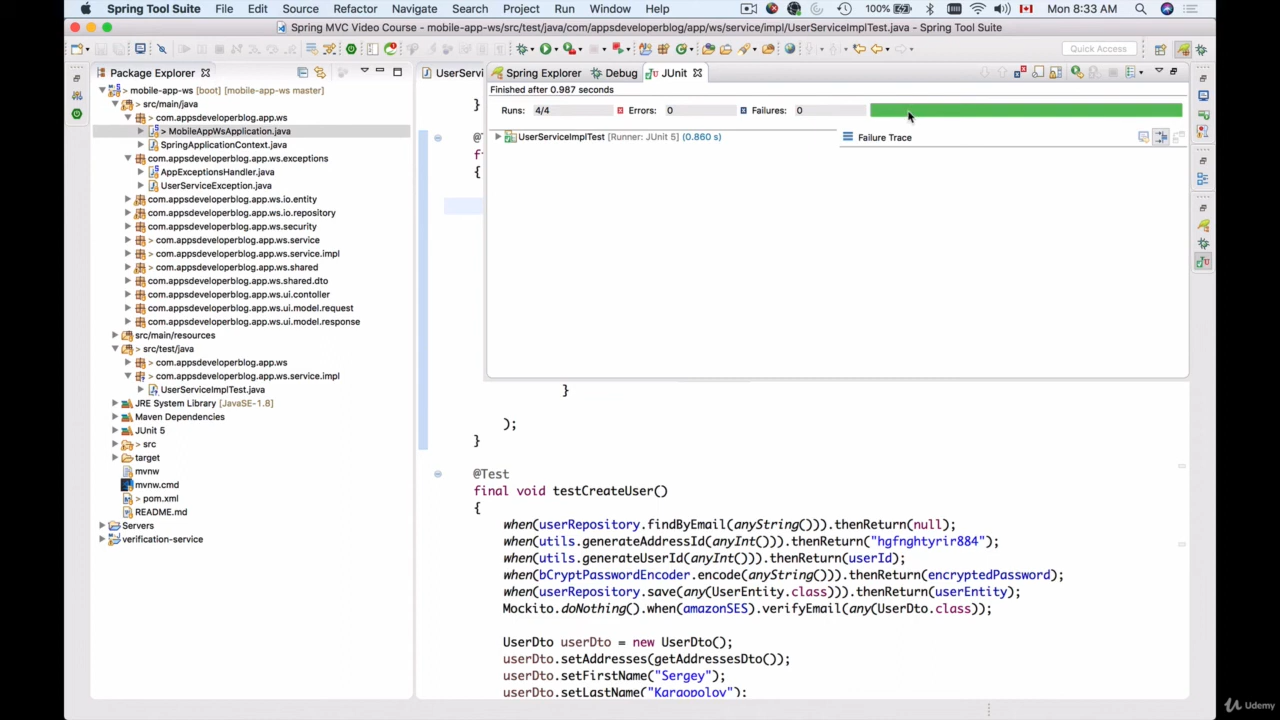 Spring Tool Suite File Edit Source Refactor Navigate Search Project Run Window Help 100% Mon 8:33 AM
Spring MVC Video Course - mobile-app-ws/src/test/java/com/appsdeveloperblog/app/ws/service/impl/UserServiceImplTest.java - Spring Tool Suite
Quick Access
Package Explorer
> mobile-app-ws [boot] [mobile-app-ws master]
> src/main/java
> com.appsdeveloperblog.app.ws
> MobileAppWsApplication.java
SpringApplicationContext.java
com.appsdeveloperblog.app.ws.exceptions
AppExceptionsHandler.java
UserServiceException.java
com.appsdeveloperblog.app.ws.io.entity
com.appsdeveloperblog.app.ws.io.repository
com.appsdeveloperblog.app.ws.security
> com.appsdeveloperblog.app.ws.service
> com.appsdeveloperblog.app.ws.service.impl
> com.appsdeveloperblog.app.ws.shared
com.appsdeveloperblog.app.ws.shared.dto
com.appsdeveloperblog.app.ws.ui.contoller
com.appsdeveloperblog.app.ws.ui.model.request
com.appsdeveloperblog.app.ws.ui.model.response
src/main/resources
> src/test/java
> com.appsdeveloperblog.app.ws
> com.appsdeveloperblog.app.ws.service.impl
UserServiceImplTest.java
JRE System Library [JavaSE-1.8]
Maven Dependencies
JUnit 5
> src
target
mvnw
mvnw.cmd
> pom.xml
README.md
Servers
verification-service
UserServi
Spring Explorer Debug JUnit
Finished after 0.987 seconds
Runs: 4/4 Errors: 0 Failures: 0
UserServiceImplTest [Runner: JUnit 5] (0.860 s)
Failure Trace
}
{
}
);
}
@Test
final void testCreateUser()
{
when(userRepository.findByEmail(anyString())).thenReturn(null);
when(utils.generateAddressId(anyInt())).thenReturn("hgfnghtyrir884");
when(utils.generateUserId(anyInt())).thenReturn(userId);
when(bCryptPasswordEncoder.encode(anyString())).thenReturn(encryptedPassword);
when(userRepository.save(any(UserEntity.class))).thenReturn(userEntity);
Mockito.doNothing().when(amazonSES).verifyEmail(any(UserDto.class));
UserDto userDto = new UserDto();
userDto.setAddresses(getAddressesDto());
userDto.setFirstName("Sergey");
userDto.setLastName("Kargopolov");
Udemy